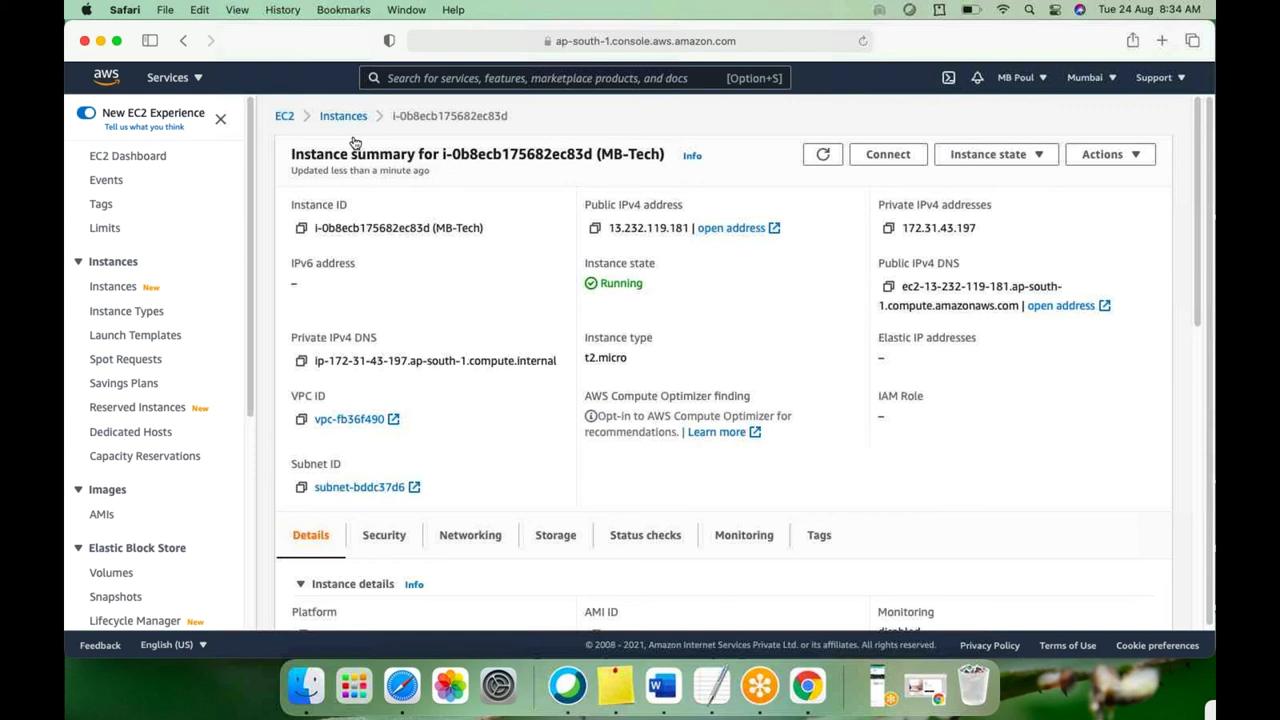 Safari File Edit View History Bookmarks Window Help Tue 24 Aug 8:34 AM
ap-south-1.console.aws.amazon.com
aws Services ▼ Search for services, features, marketplace products, and docs [Option+S] MB Poul ▼ Mumbai ▼ Support ▼
New EC2 Experience
Tell us what you think
EC2 Dashboard
Events
Tags
Limits
Instances
Instances New
Instance Types
Launch Templates
Spot Requests
Savings Plans
Reserved Instances New
Dedicated Hosts
Capacity Reservations
Images
AMIs
Elastic Block Store
Volumes
Snapshots
Lifecycle Manager New
EC2 > Instances > i-0b8ecb175682ec83d
Instance summary for i-0b8ecb175682ec83d (MB-Tech) Info
Updated less than a minute ago
Connect Instance state ▼ Actions ▼
Instance ID
i-0b8ecb175682ec83d (MB-Tech)
Public IPv4 address
13.232.119.181 | open address
Private IPv4 addresses
172.31.43.197
IPv6 address
–
Instance state
Running
Public IPv4 DNS
ec2-13-232-119-181.ap-south-
1.compute.amazonaws.com | open address
Private IPv4 DNS
ip-172-31-43-197.ap-south-1.compute.internal
Instance type
t2.micro
Elastic IP addresses
–
VPC ID
vpc-fb36f490
AWS Compute Optimizer finding
Opt-in to AWS Compute Optimizer for
recommendations. | Learn more
IAM Role
–
Subnet ID
subnet-bddc37d6
Details Security Networking Storage Status checks Monitoring Tags
Instance details Info
Platform
AMI ID
Monitoring
disabled
Feedback English (US) ▼ © 2008 - 2021, Amazon Internet Services Private Ltd. or its affiliates. All rights reserved. Privacy Policy Terms of Use Cookie preferences